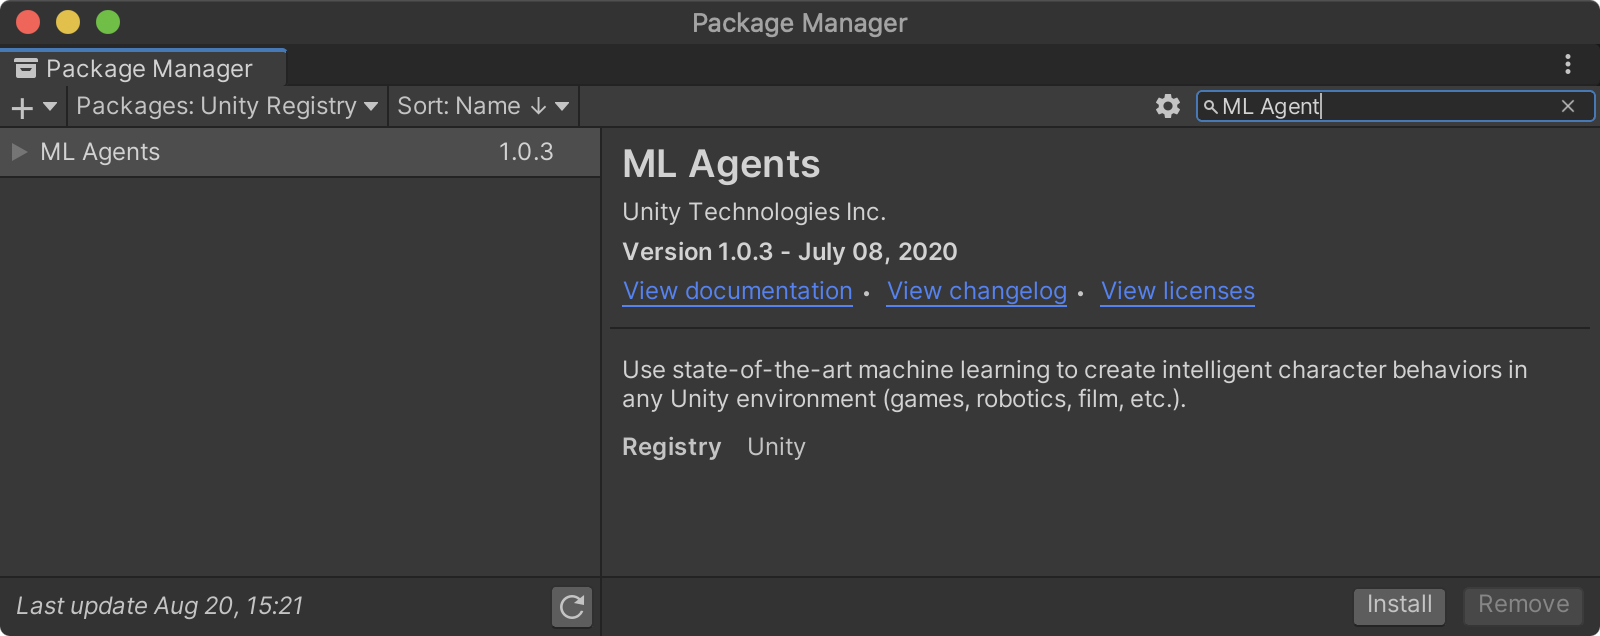 Package Manager
Package Manager
Packages: Unity Registry
Sort: Name ↓
ML Agent
ML Agents 1.0.3
ML Agents
Unity Technologies Inc.
Version 1.0.3 - July 08, 2020
View documentation • View changelog • View licenses
Use state-of-the-art machine learning to create intelligent character behaviors in
any Unity environment (games, robotics, film, etc.).
Registry Unity
Last update Aug 20, 15:21
Install
Remove